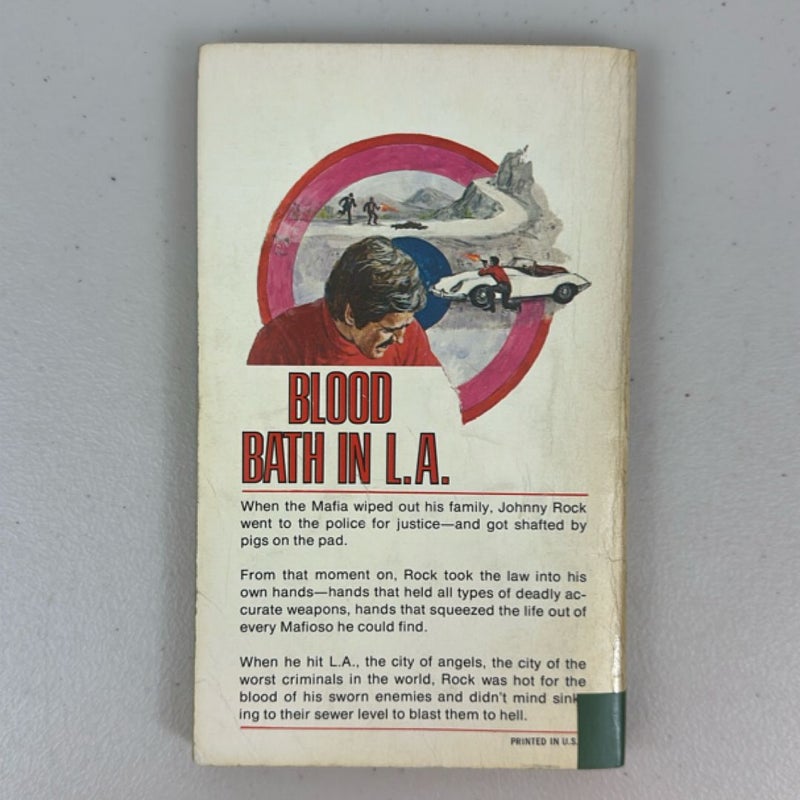 BLOOD
BATH IN L.A.
When the Mafia wiped out his family, Johnny Rock
went to the police for justice—and got shafted by
pigs on the pad.
From that moment on, Rock took the law into his
own hands—hands that held all types of deadly ac-
curate weapons, hands that squeezed the life out of
every Mafioso he could find.
When he hit L.A., the city of angels, the city of the
worst criminals in the world, Rock was hot for the
blood of his sworn enemies and didn't mind sink
ing to their sewer level to blast them to hell.
PRINTED IN U.S.